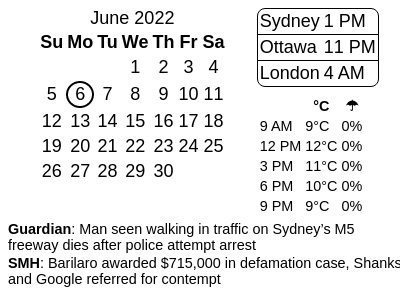 June 2022
Su Mo Tu We Th Fr Sa
1 2 3 4
5 6 7 8 9 10 11
12 13 14 15 16 17 18
19 20 21 22 23 24 25
26 27 28 29 30
Sydney 1 PM
Ottawa 11 PM
London 4 AM
°C ☂
9 AM 9°C 0%
12 PM 12°C 0%
3 PM 11°C 0%
6 PM 10°C 0%
9 PM 9°C 0%
Guardian: Man seen walking in traffic on Sydney's M5
freeway dies after police attempt arrest
SMH: Barilaro awarded $715,000 in defamation case, Shanks
and Google referred for contempt